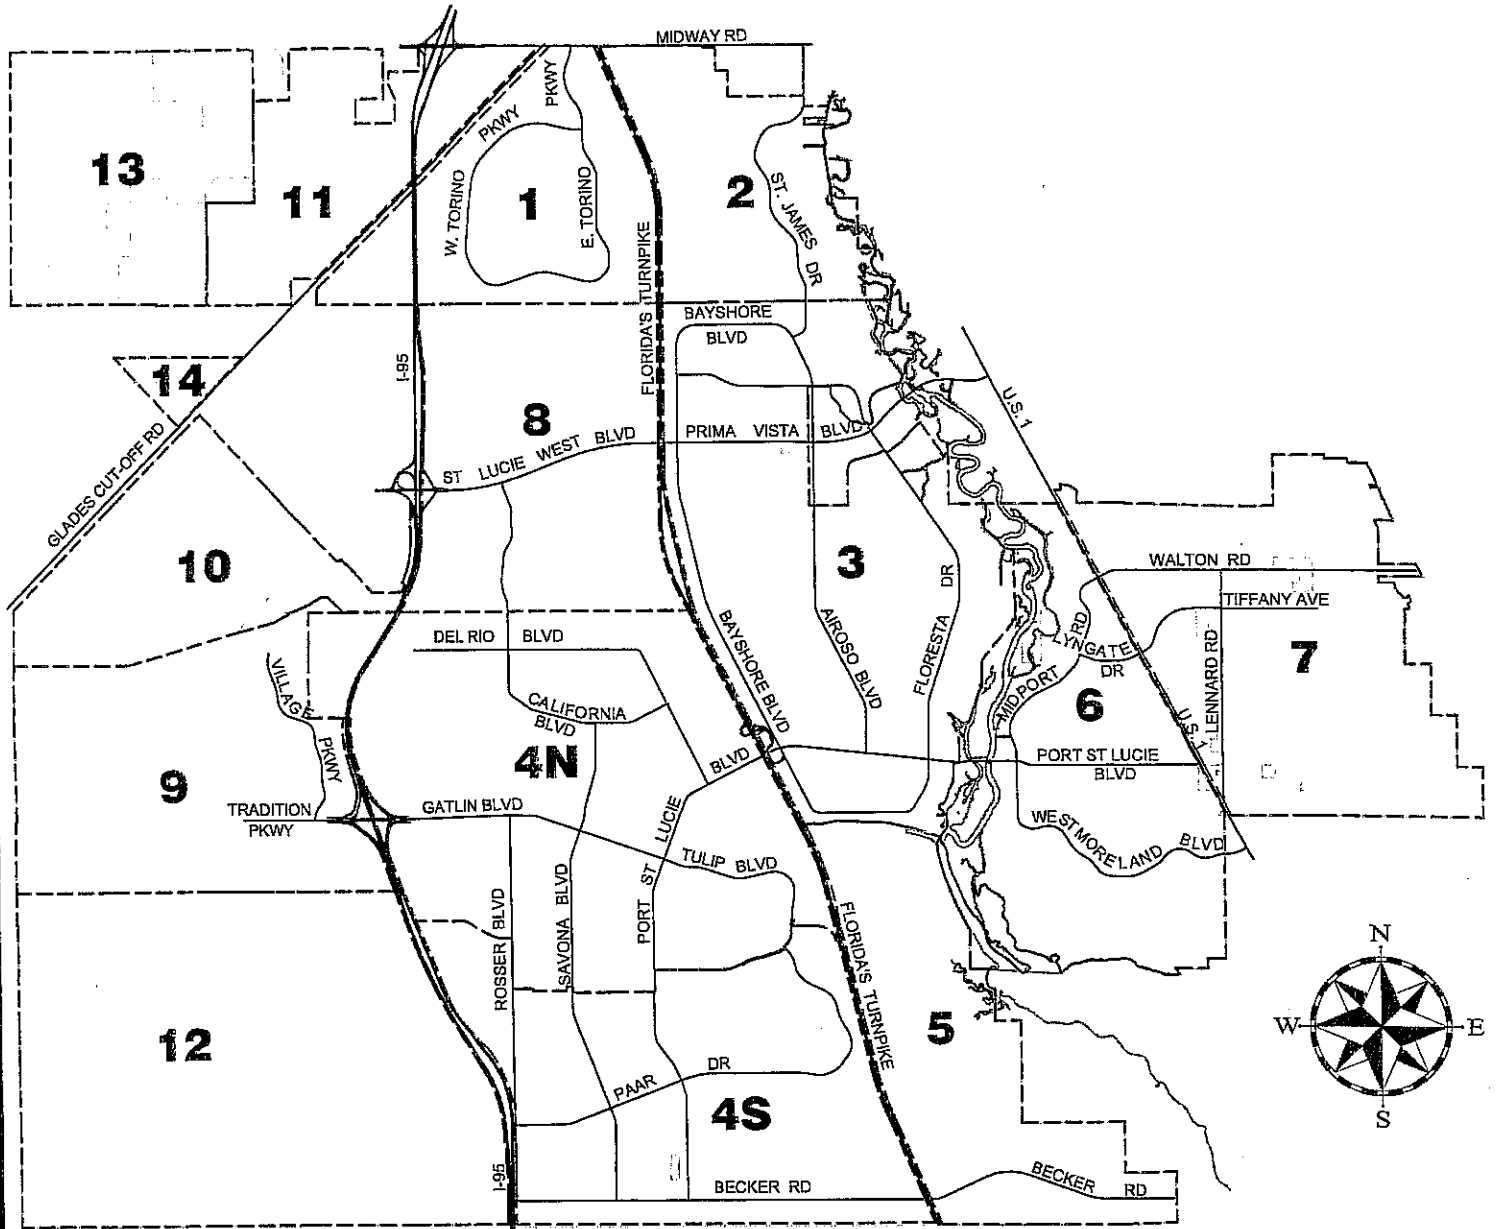 MIDWAY RD
PKWY
PKWY
13
11
1
2
W. TORINO
E. TORINO
ST. JAMES DR
FLORIDA'S TURNPIKE
BAYSHORE
BLVD
I-95
14
8
U.S. 1
GLADES CUT-OFF RD
ST LUCIE WEST BLVD
PRIMA VISTA BLVD
10
3
WALTON RD
TIFFANY AVE
DEL RIO BLVD
BAYSHORE BLVD
AIROSO BLVD
FLORESTA DR
MIDPORT RD
LYNGATE
DR
LENNARD RD
7
VILLAGE PKWY
CALIFORNIA
BLVD
6
U.S. 1
4N
9
PORT ST LUCIE
BLVD
TRADITION
PKWY
GATLIN BLVD
PORT ST LUCIE BLVD
TULIP BLVD
WESTMORELAND BLVD
ROSSER BLVD
SAVONA BLVD
FLORIDA'S TURNPIKE
N
W
E
S
12
5
PAAR DR
4S
I-95
BECKER RD
BECKER RD